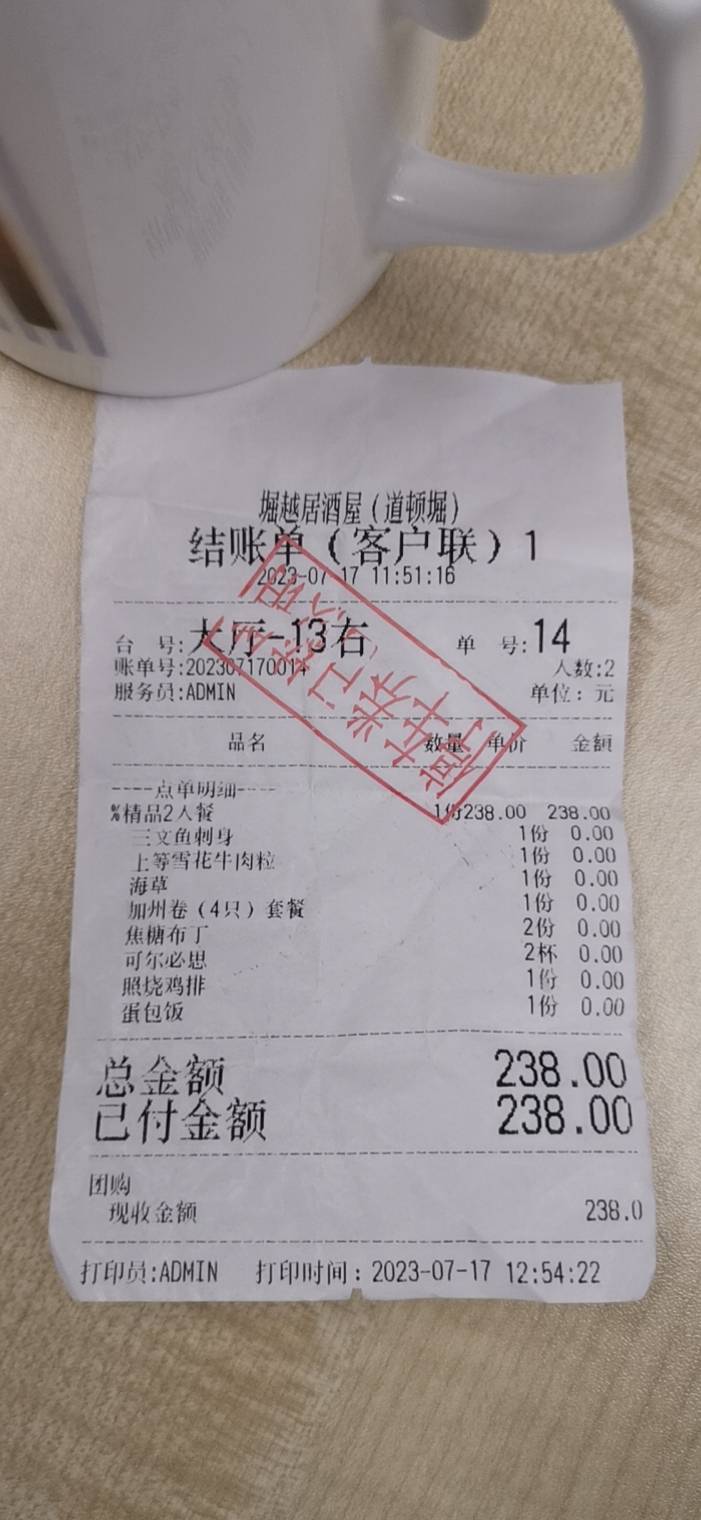 堀越居酒屋（道顿堀）
结账单（客户联）1
2023-07-17 11:51:16
台 号:大厅-13右 单 号:14
账单号:202307170014 人数:2
服务员:ADMIN 单位：元
品名 数量 单价 金额
----点单明细----
%精品2人餐 1份238.00 238.00
三文鱼刺身 1份 0.00
上等雪花牛肉粒 1份 0.00
海草 1份 0.00
加州卷（4只）套餐 1份 0.00
焦糖布丁 2份 0.00
可尔必思 2杯 0.00
照烧鸡排 1份 0.00
蛋包饭 1份 0.00
总金额 238.00
已付金额 238.00
团购
现收金额 238.0
打印员:ADMIN 打印时间：2023-07-17 12:54:22